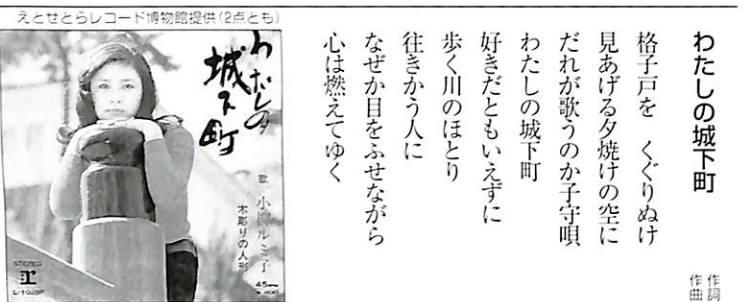 わたしの城下町
作詞
作曲
格子戸を　くぐりぬけ
見あげる夕焼けの空に
だれが歌うのか子守唄
わたしの城下町
好きだともいえずに
歩く川のほとり
往きかう人に
なぜか目をふせながら
心は燃えてゆく
えとせとらレコード博物館提供(2点とも)
わたしの
城下町
歌/小柳ルミ子
木彫りの人形
STEREO
45